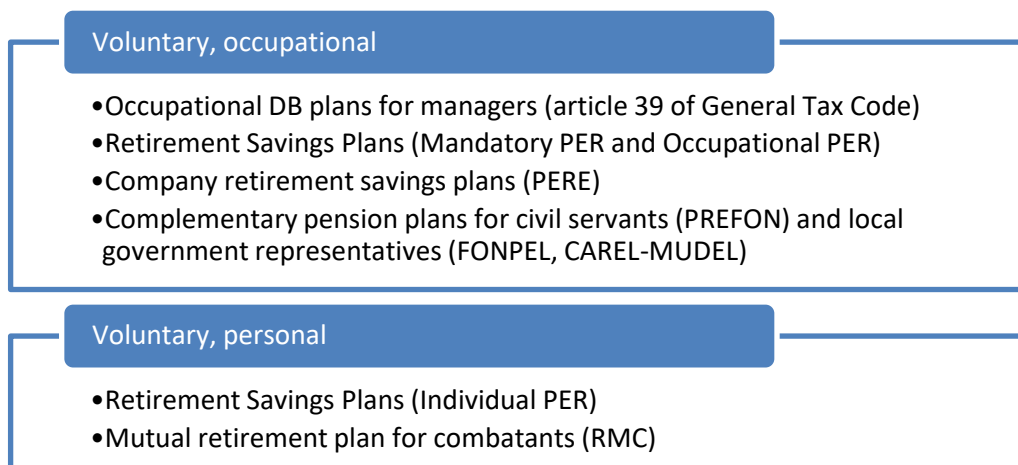 Voluntary, occupational
•Occupational DB plans for managers (article 39 of General Tax Code)
•Retirement Savings Plans (Mandatory PER and Occupational PER)
•Company retirement savings plans (PERE)
•Complementary pension plans for civil servants (PREFON) and local
government representatives (FONPEL, CAREL-MUDEL)
Voluntary, personal
•Retirement Savings Plans (Individual PER)
•Mutual retirement plan for combatants (RMC)